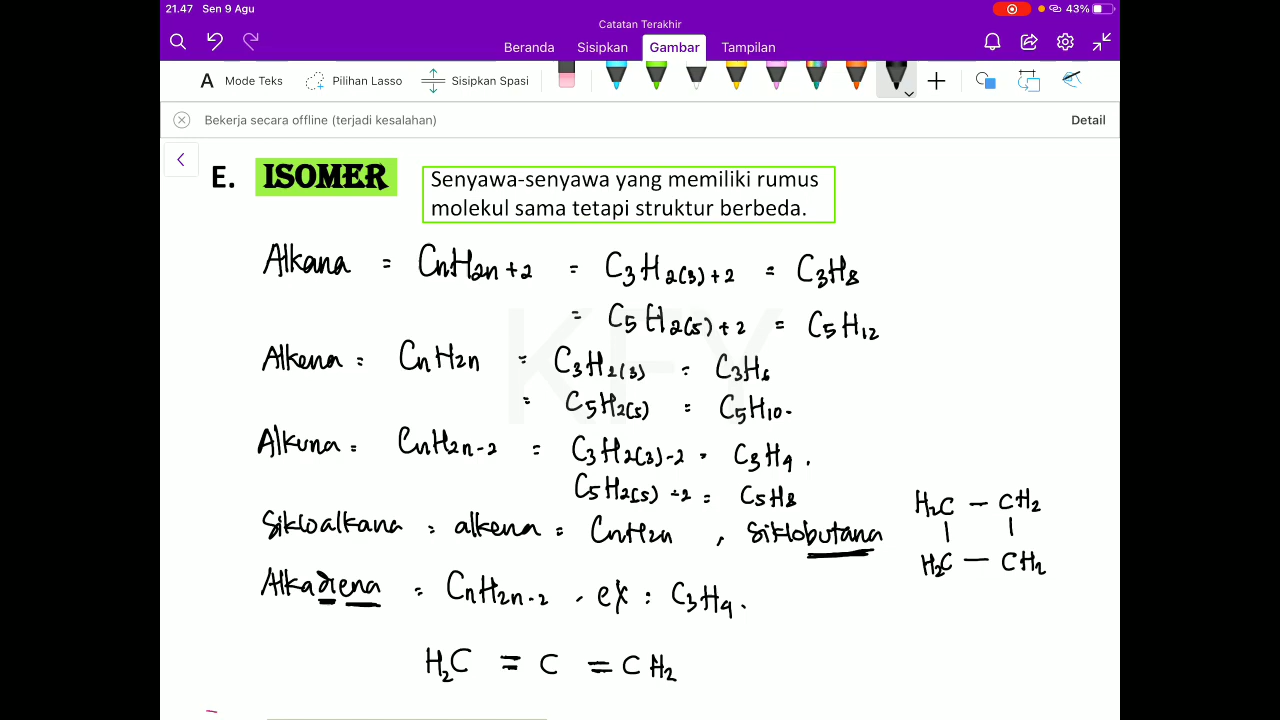 21.47 Sen 9 Agu
43%
Catatan Terakhir
Beranda Sisipkan Gambar Tampilan
A Mode Teks Pilihan Lasso Sisipkan Spasi
Bekerja secara offline (terjadi kesalahan) Detail
E. ISOMER
Senyawa-senyawa yang memiliki rumus
molekul sama tetapi struktur berbeda.
Alkana = CnH2n+2 = C3H2(3)+2 = C3H8
= C5H2(5)+2 = C5H12
Alkena = CnH2n = C3H2(3) = C3H6
= C5H2(5) = C5H10.
Alkuna = CnH2n-2 = C3H2(3)-2 = C3H4.
C5H2(5)-2 = C5H8
Sikloalkana = alkena = CnH2n, Siklobutana
H2C - CH2
| |
H2C - CH2
Alkadiena = CnH2n-2. ex: C3H4.
H2C = C = CH2
KEY